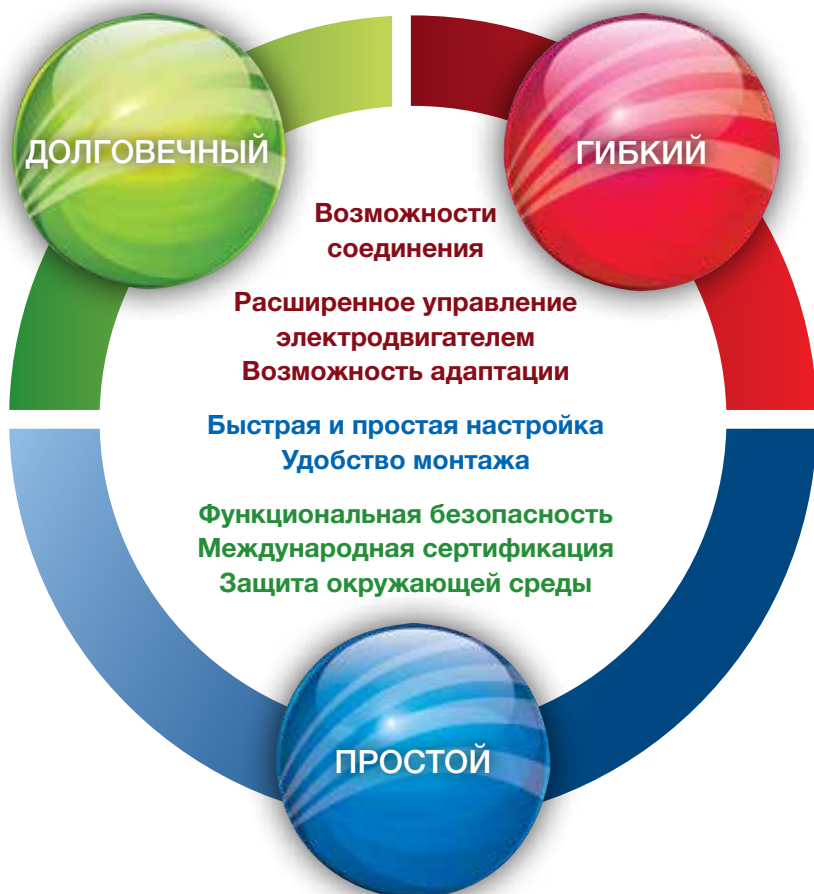 ДОЛГОВЕЧНЫЙ
ГИБКИЙ
Возможности
соединения
Расширенное управление
электродвигателем
Возможность адаптации
Быстрая и простая настройка
Удобство монтажа
Функциональная безопасность
Международная сертификация
Защита окружающей среды
ПРОСТОЙ